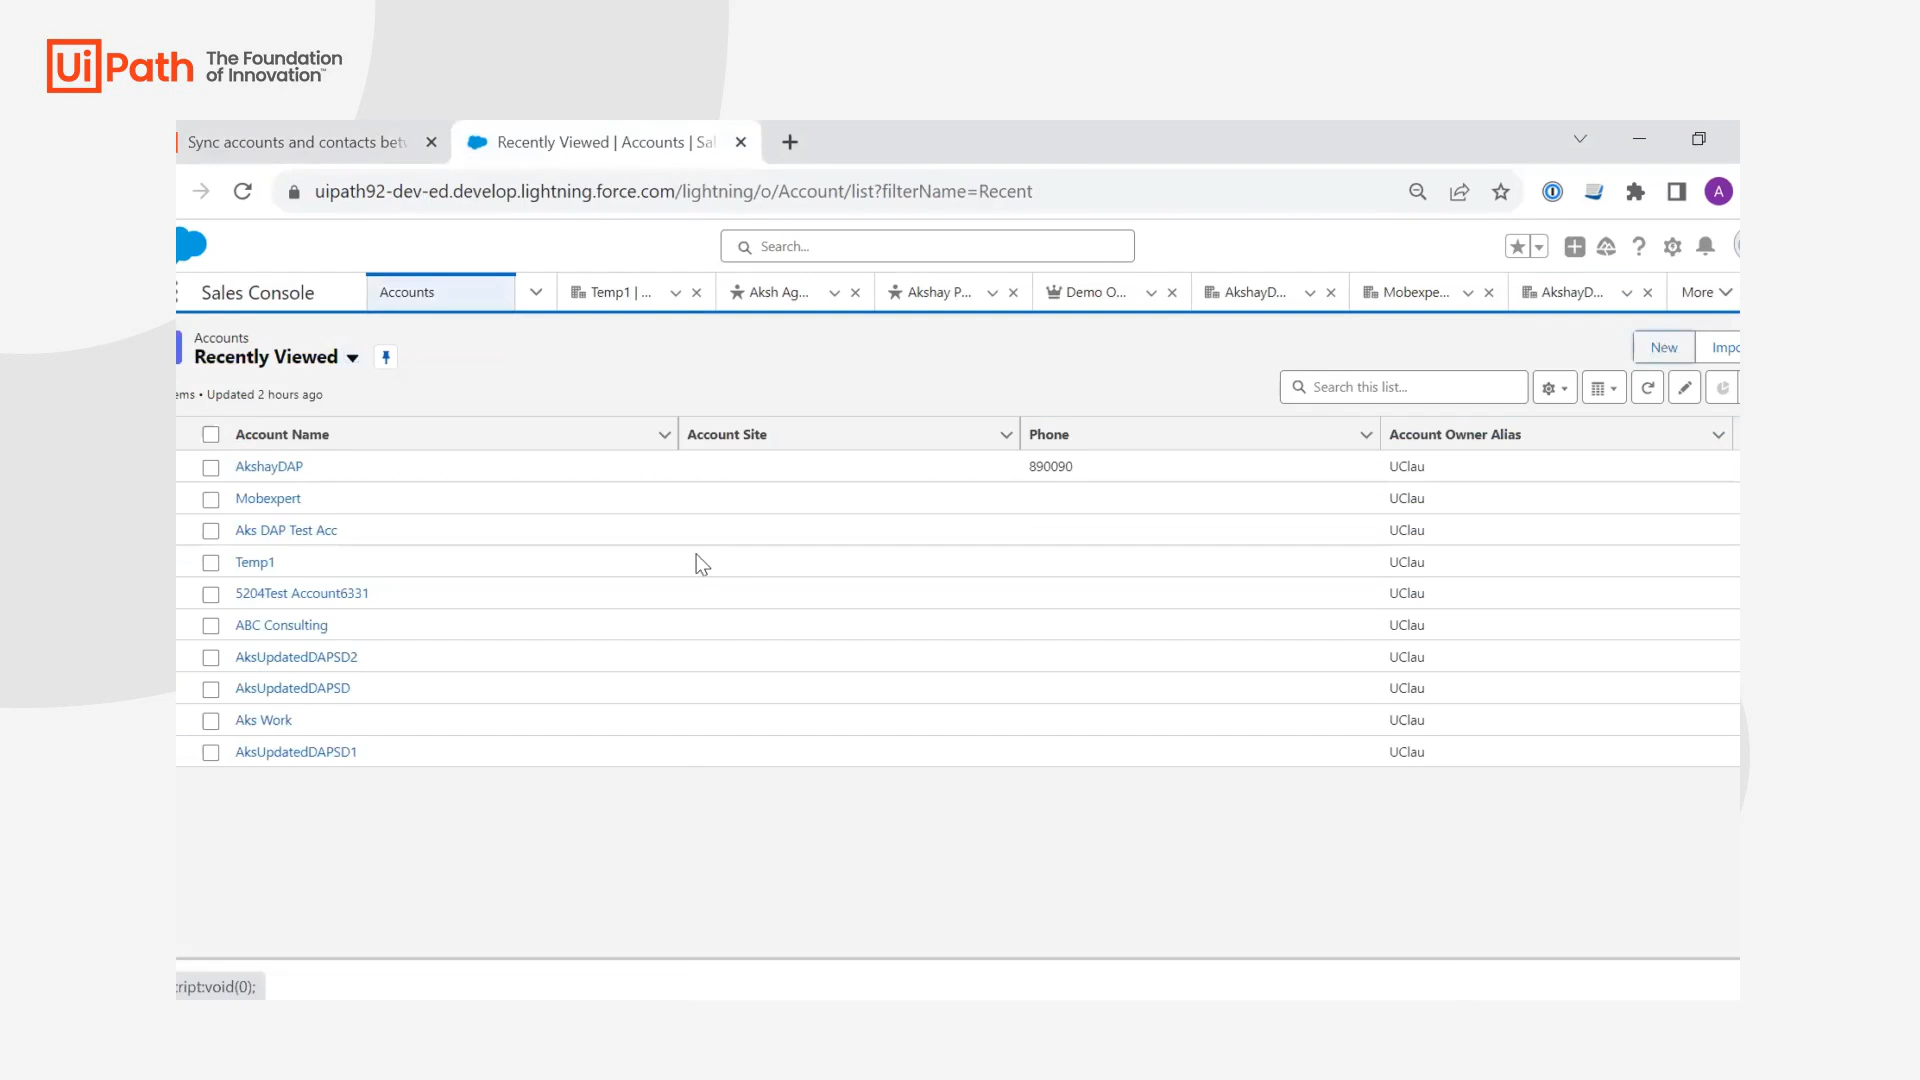 UiPath The Foundation
of Innovation™
Sync accounts and contacts bet
Recently Viewed | Accounts | Sal
uipath92-dev-ed.develop.lightning.force.com/lightning/o/Account/list?filterName=Recent
A
Search...
Sales Console
Accounts
Temp1 | ...
Aksh Ag...
Akshay P...
Demo O...
AkshayD...
Mobexpe...
AkshayD...
More
Accounts
Recently Viewed
New
Impo
ems • Updated 2 hours ago
Search this list...
Account Name Account Site Phone Account Owner Alias
AkshayDAP 890090 UClau
Mobexpert UClau
Aks DAP Test Acc UClau
Temp1 UClau
5204Test Account6331 UClau
ABC Consulting UClau
AksUpdatedDAPSD2 UClau
AksUpdatedDAPSD UClau
Aks Work UClau
AksUpdatedDAPSD1 UClau
cript:void(0);